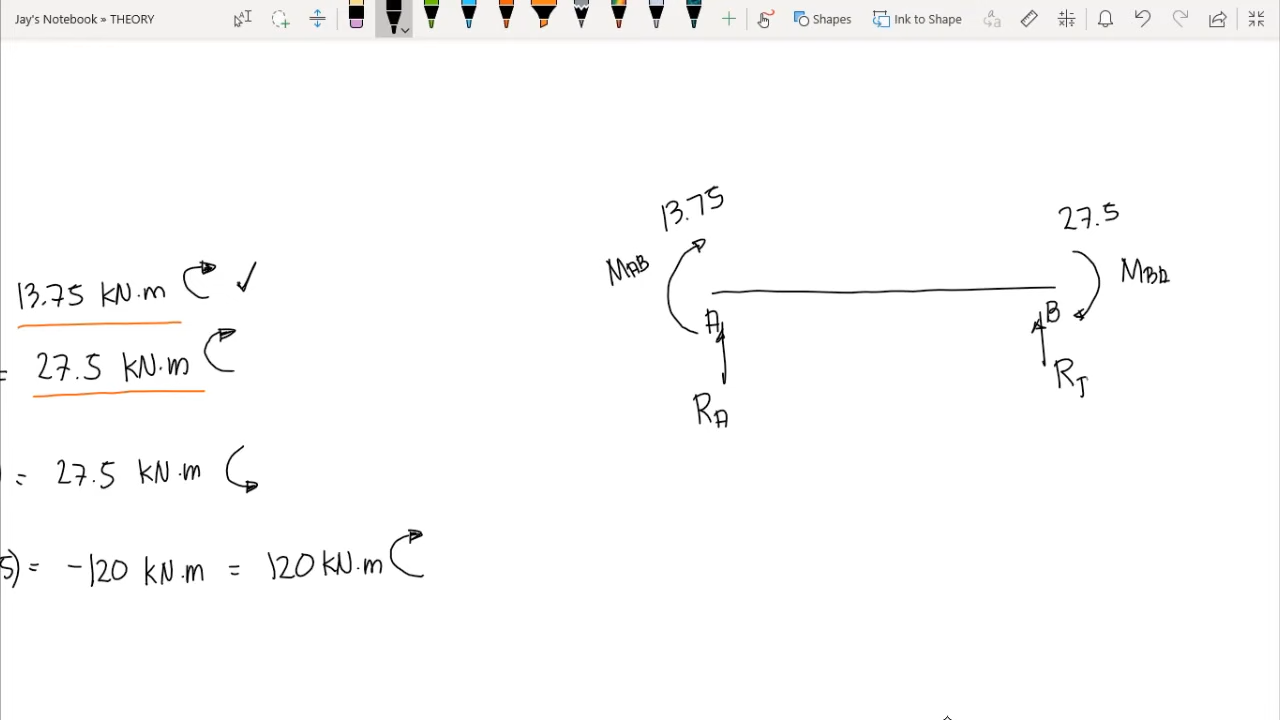 Jay's Notebook » THEORY
Shapes
Ink to Shape
13.75
27.5
MAB
MBA
13.75 kN.m ✓
A
B
= 27.5 kN.m
RA
= 27.5 kN.m
5) = -120 kN.m = 120 kN.m